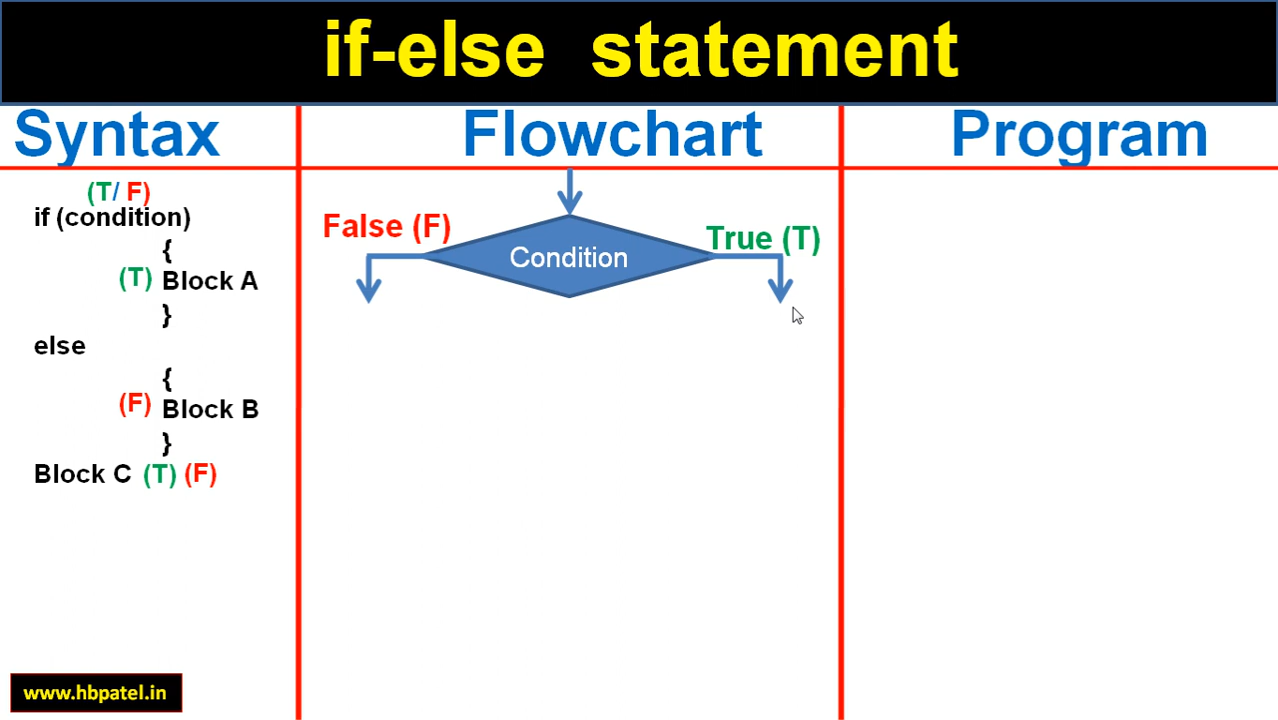 if-else statement
Syntax
Flowchart
Program
(T/ F)
if (condition)
{
(T) Block A
}
else
{
(F) Block B
}
Block C (T) (F)
False (F)
True (T)
Condition
www.hbpatel.in